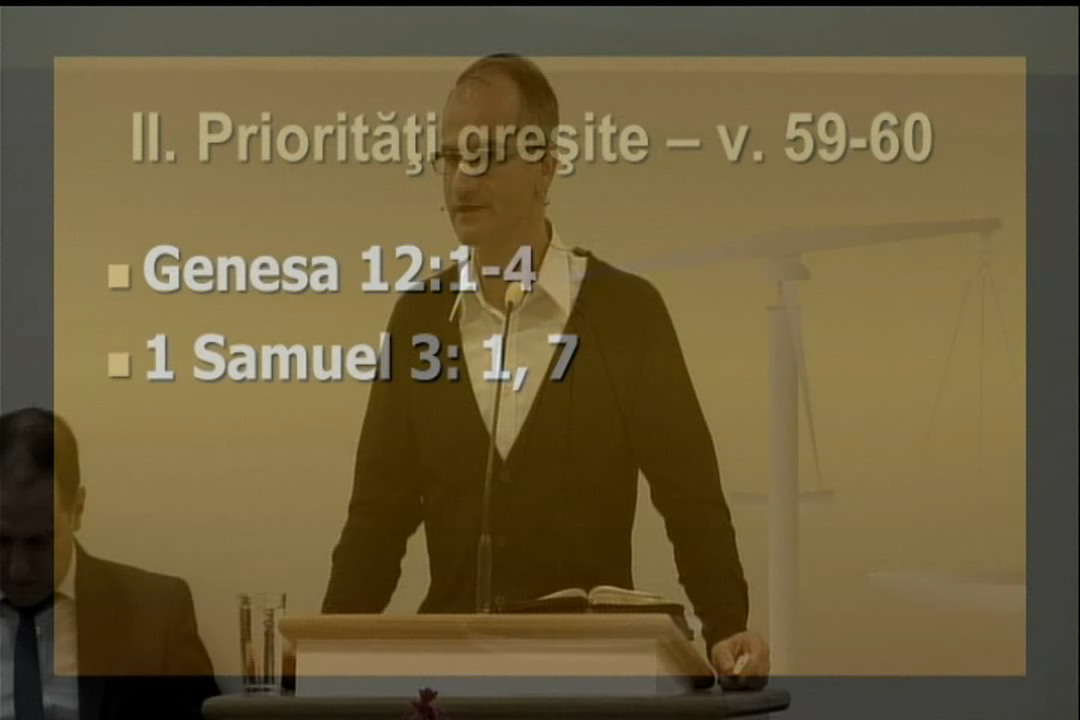 II. Priorităţi greşite – v. 59-60
Genesa 12:1-4
1 Samuel 3: 1, 7